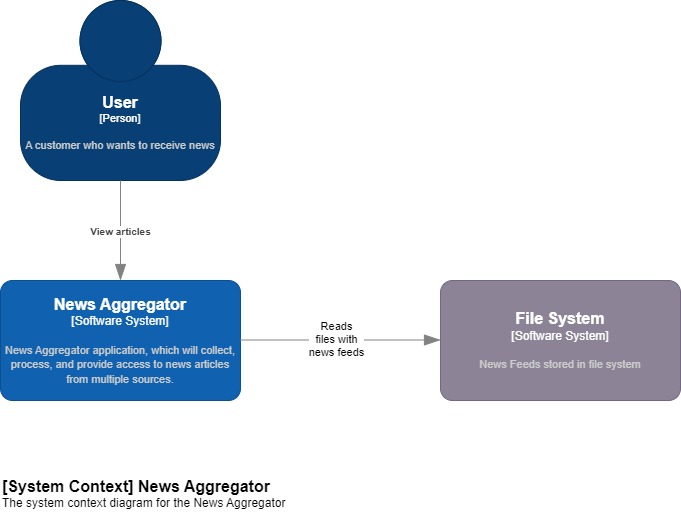 User
[Person]
A customer who wants to receive news
View articles
News Aggregator
[Software System]
News Aggregator application, which will collect,
process, and provide access to news articles
from multiple sources.
Reads
files with
news feeds
File System
[Software System]
News Feeds stored in file system
[System Context] News Aggregator
The system context diagram for the News Aggregator